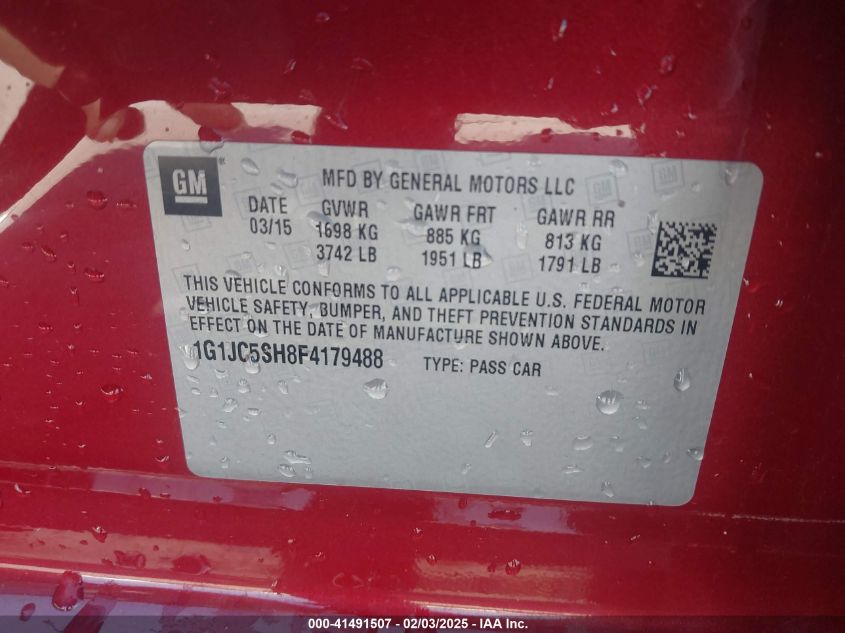 GM
MFD BY GENERAL MOTORS LLC
DATE GVWR GAWR FRT GAWR RR
03/15 1698 KG 885 KG 813 KG
3742 LB 1951 LB 1791 LB
THIS VEHICLE CONFORMS TO ALL APPLICABLE U.S. FEDERAL MOTOR
VEHICLE SAFETY, BUMPER, AND THEFT PREVENTION STANDARDS IN
EFFECT ON THE DATE OF MANUFACTURE SHOWN ABOVE.
1G1JC5SH8F4179488 TYPE: PASS CAR
000-41491507 - 02/03/2025 - IAA Inc.